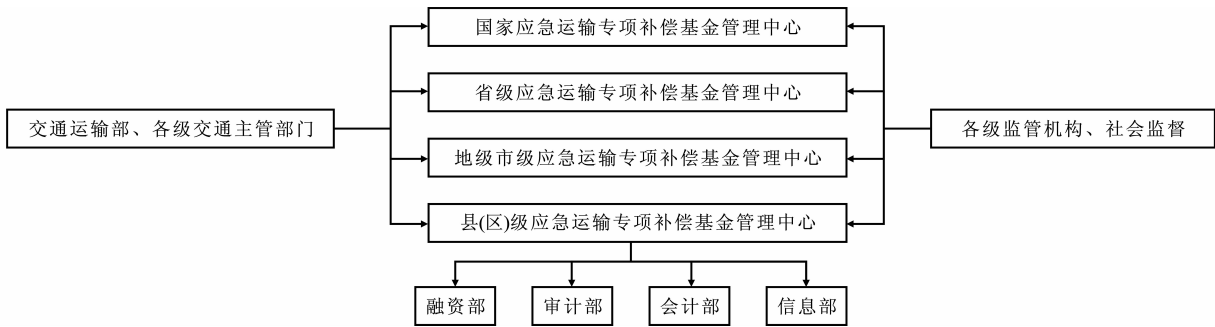 国家应急运输专项补偿基金管理中心
省级应急运输专项补偿基金管理中心
交通运输部、各级交通主管部门
各级监管机构、社会监督
地级市级应急运输专项补偿基金管理中心
县(区)级应急运输专项补偿基金管理中心
融资部
审计部
会计部
信息部